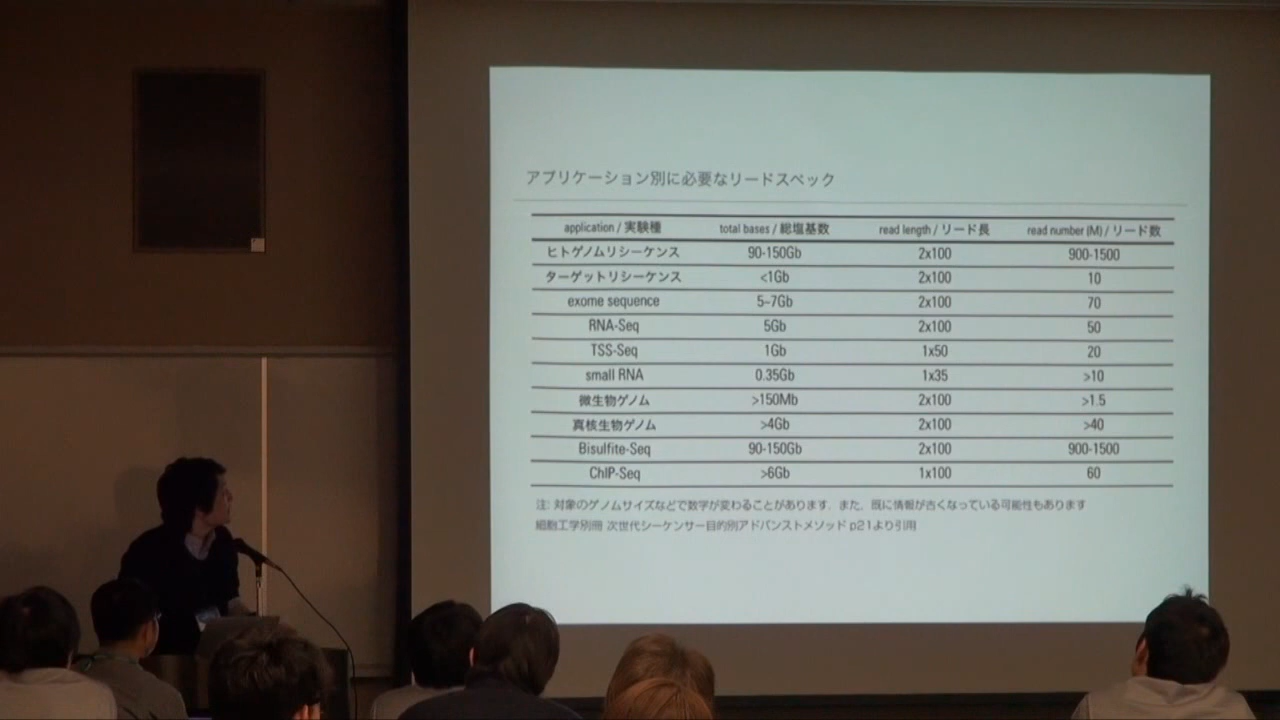 アプリケーション別に必要なリードスペック
application / 実験種 total bases / 総塩基数 read length / リード長 read number (M) / リード数
ヒトゲノムリシーケンス 90-150Gb 2x100 900-1500
ターゲットリシーケンス <1Gb 2x100 10
exome sequence 5~7Gb 2x100 70
RNA-Seq 5Gb 2x100 50
TSS-Seq 1Gb 1x50 20
small RNA 0.35Gb 1x35 >10
微生物ゲノム >150Mb 2x100 >1.5
真核生物ゲノム >4Gb 2x100 >40
Bisulfite-Seq 90-150Gb 2x100 900-1500
ChIP-Seq >6Gb 1x100 60
注: 対象のゲノムサイズなどで数字が変わることがあります. また, 既に情報が古くなっている可能性もあります
細胞工学別冊 次世代シーケンサー目的別アドバンストメソッド p21より引用